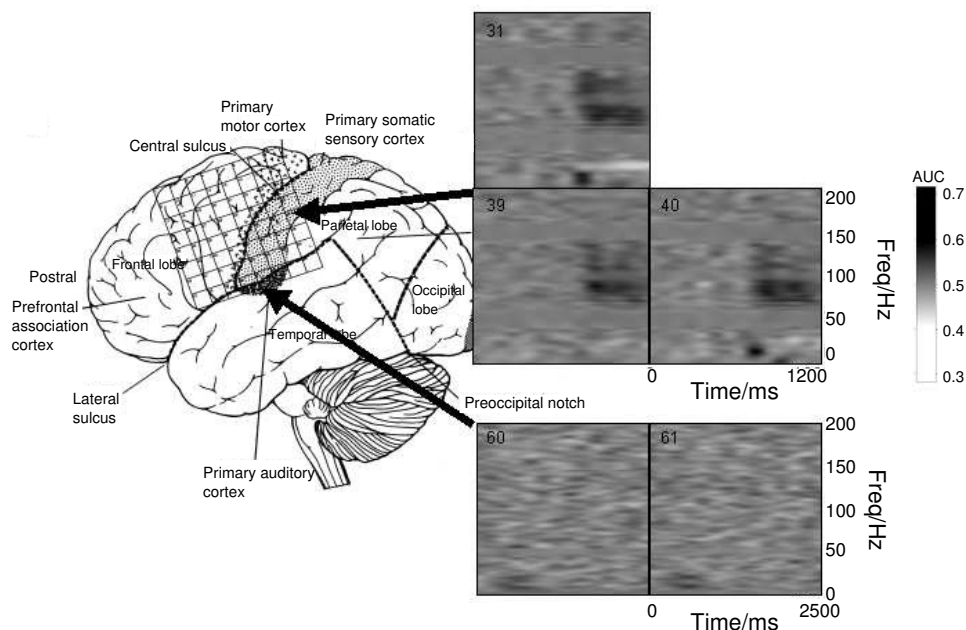 31
Primary
motor cortex
Primary somatic
sensory cortex
Central sulcus
39
40
200
150
100
50
0
Freq/Hz
AUC
0.7
0.6
0.5
0.4
0.3
Parietal lobe
Postral
Frontal lobe
Prefrontal
association
cortex
Occipital
lobe
Temporal lobe
0
Time/ms
1200
Lateral
sulcus
Preoccipital notch
Primary auditory
cortex
60
61
200
150
100
50
0
Freq/Hz
0
Time/ms
2500